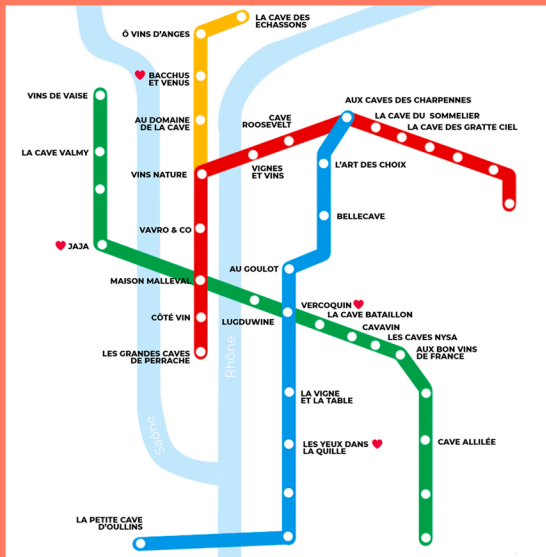 LA CAVE DES
ECHASSONS
Ô VINS D'ANGES
BACCHUS
ET VENUS
VINS DE VAISE
AUX CAVES DES CHARPENNES
AU DOMAINE
DE LA CAVE
CAVE
ROOSEVELT
LA CAVE DU SOMMELIER
LA CAVE DES GRATTE CIEL
LA CAVE VALMY
VINS NATURE
VIGNES
ET VINS
L'ART DES CHOIX
BELLECAVE
VAVRO & CO
JAJA
AU GOULOT
MAISON MALLEVAL
VERCOQUIN
LA CAVE BATAILLON
CÔTÉ VIN
LUGDUWINE
CAVAVIN
LES CAVES NYSA
LES GRANDES CAVES
DE PERRACHE
AUX BON VINS
DE FRANCE
Rhône
LA VIGNE
ET LA TABLE
Saône
LES YEUX DANS
LA QUILLE
CAVE ALLILÉE
LA PETITE CAVE
D'OULLINS